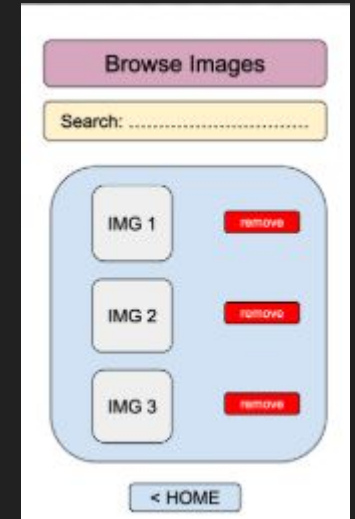 Browse Images
Search: ................................
IMG 1 remove
IMG 2 remove
IMG 3 remove
< HOME